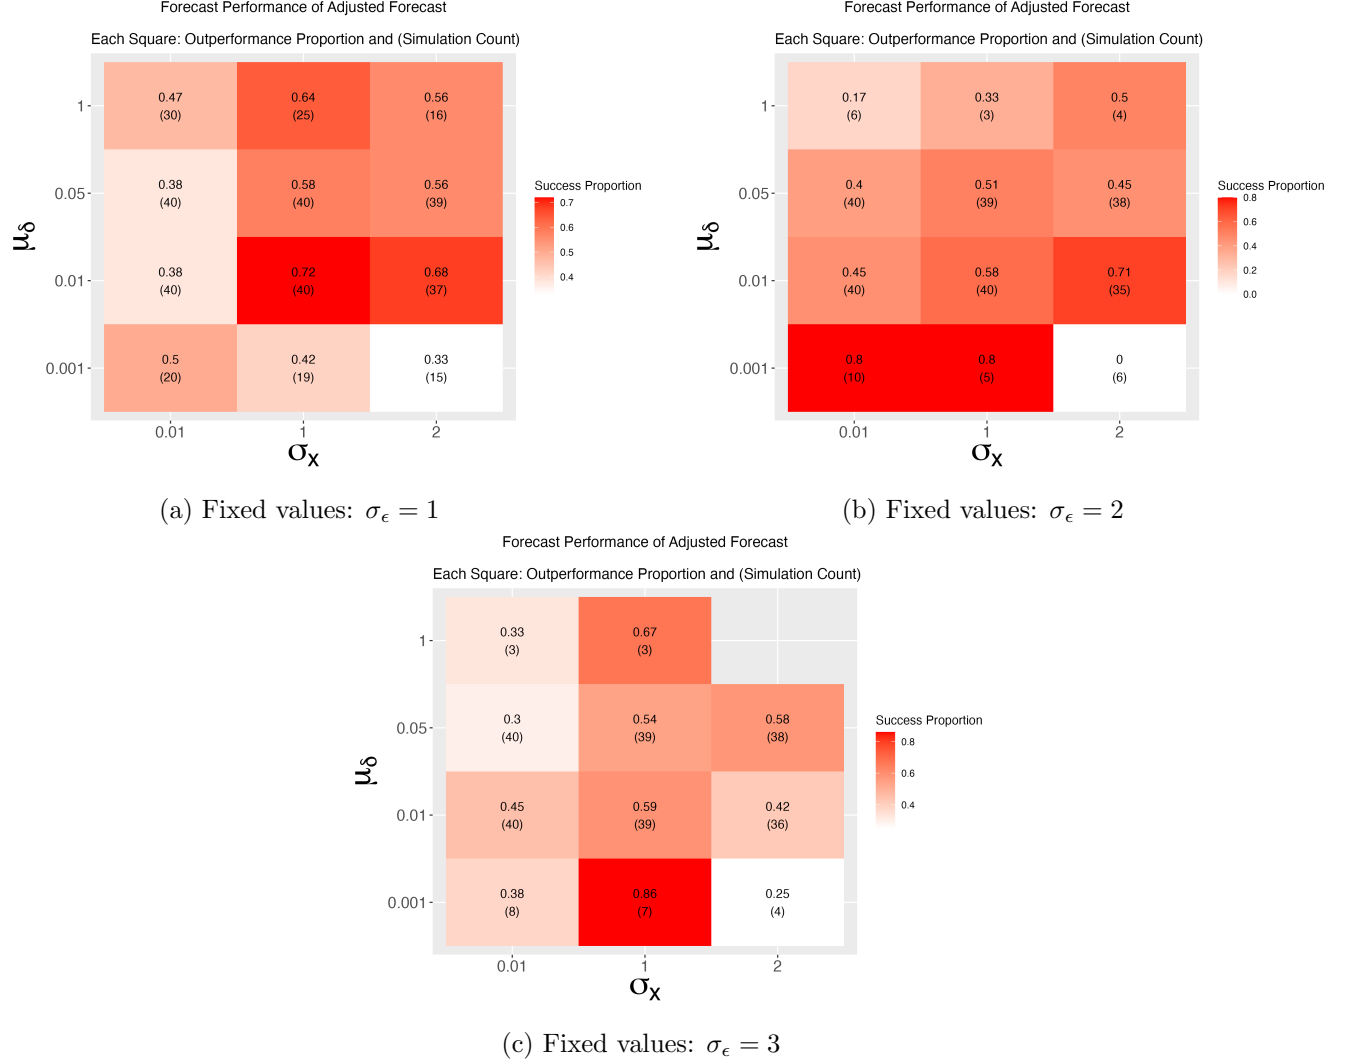 Forecast Performance of Adjusted Forecast
Each Square: Outperformance Proportion and (Simulation Count)
0.47 0.64 0.56
(30) (25) (16)
1
0.38 0.58 0.56
(40) (40) (39)
0.05
0.38 0.72 0.68
(40) (40) (37)
0.01
0.5 0.42 0.33
(20) (19) (15)
0.001
μδ
0.01 1 2
σX
Success Proportion
0.7
0.6
0.5
0.4
(a) Fixed values: σϵ = 1
Forecast Performance of Adjusted Forecast
Each Square: Outperformance Proportion and (Simulation Count)
0.17 0.33 0.5
(6) (3) (4)
1
0.4 0.51 0.45
(40) (39) (38)
0.05
0.45 0.58 0.71
(40) (40) (35)
0.01
0.8 0.8 0
(10) (5) (6)
0.001
μδ
0.01 1 2
σX
Success Proportion
0.8
0.6
0.4
0.2
0.0
(b) Fixed values: σϵ = 2
Forecast Performance of Adjusted Forecast
Each Square: Outperformance Proportion and (Simulation Count)
0.33 0.67
(3) (3)
1
0.3 0.54 0.58
(40) (39) (38)
0.05
0.45 0.59 0.42
(40) (39) (36)
0.01
0.38 0.86 0.25
(8) (7) (4)
0.001
μδ
0.01 1 2
σX
Success Proportion
0.8
0.6
0.4
(c) Fixed values: σϵ = 3